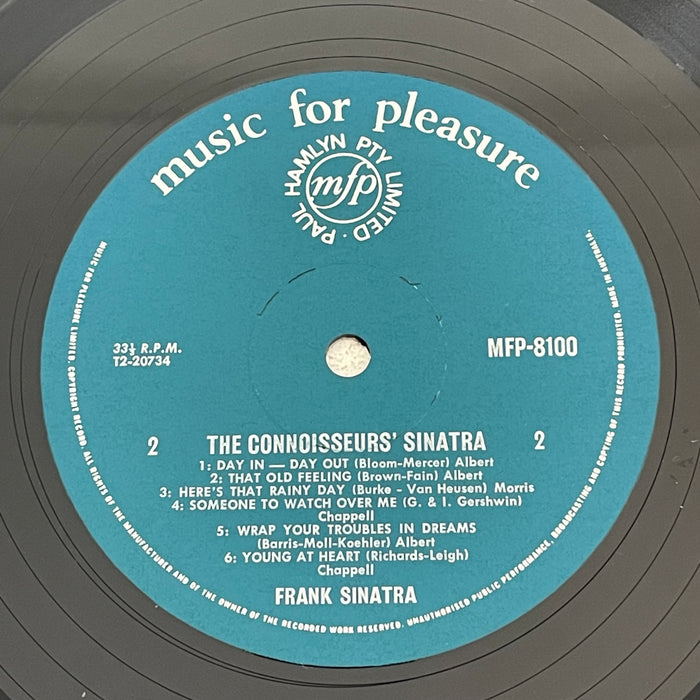 music for pleasure
PAUL HAMLYN PTY LIMITED ·
mfp
33⅓ R.P.M.
T2-20734
MFP-8100
2 THE CONNOISSEURS' SINATRA 2
1: DAY IN — DAY OUT (Bloom-Mercer) Albert
2: THAT OLD FEELING (Brown-Fain) Albert
3: HERE'S THAT RAINY DAY (Burke - Van Heusen) Morris
4: SOMEONE TO WATCH OVER ME (G. & I. Gershwin)
Chappell
5: WRAP YOUR TROUBLES IN DREAMS
(Barris-Moll-Koehler) Albert
6: YOUNG AT HEART (Richards-Leigh)
Chappell
FRANK SINATRA
MUSIC FOR PLEASURE LIMITED. COPYRIGHT RECORD. ALL RIGHTS OF THE MANUFACTURER AND OF THE OWNER OF THE RECORDED WORK RESERVED. UNAUTHORISED PUBLIC PERFORMANCE, BROADCASTING AND COPYING OF THIS RECORD PROHIBITED. MADE IN AUSTRALIA.